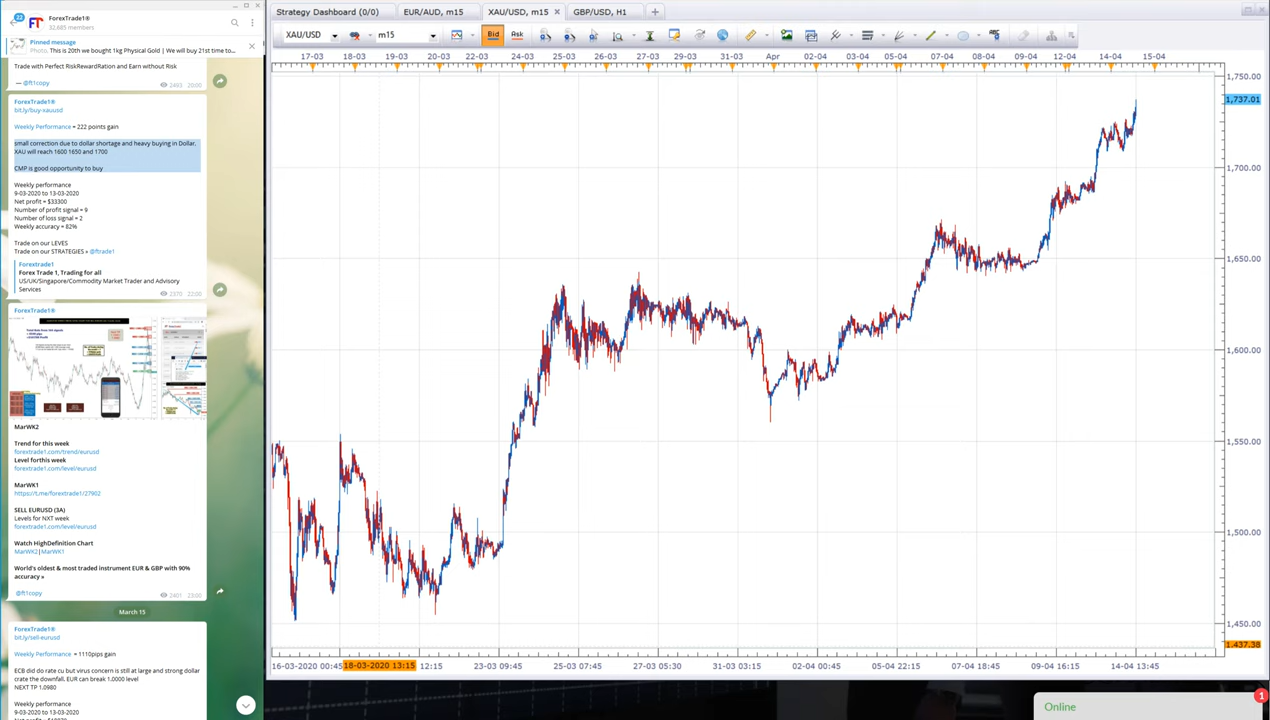 22
ForexTrade1®
32,685 members
Pinned message
Photo, This is 20th we bought 1kg Physical Gold | We will buy 21st time to...
Trade with Perfect RiskRewardRation and Earn without Risk
— @ft1copy
2493 20:00
ForexTrade1®
bit.ly/buy-xauusd
Weekly Performance = 222 points gain
small correction due to dollar shortage and heavy buying in Dollar.
XAU will reach 1600 1650 and 1700
CMP is good opportunity to buy
Weekly performance
9-03-2020 to 13-03-2020
Net profit = $33300
Number of profit signal = 9
Number of loss signal = 2
Weekly accuracy = 82%
Trade on our LEVES
Trade on our STRATEGIES » @ftrade1
Forextrade1
Forex Trade 1, Trading for all
US/UK/Singapore/Commodity Market Trader and Advisory
Services
2370 22:00
ForexTrade1®
MarWK2
Trend for this week
forextrade1.com/trend/eurusd
Level forthis week
forextrade1.com/level/eurusd
MarWK1
https://t.me/forextrade1/27902
SELL EURUSD (3A)
Levels for NXT week
forextrade1.com/level/eurusd
Watch HighDefinition Chart
MarWK2|MarWK1
World's oldest & most traded instrument EUR & GBP with 90%
accuracy »
@ft1copy
2401 23:00
March 15
ForexTrade1®
bit.ly/sell-eurusd
Weekly Performance = 1110pips gain
ECB did do rate cu but virus concern is still at large and strong dollar
crate the downfall. EUR can break 1.0000 level
NEXT TP 1.0980
Weekly performance
9-03-2020 to 13-03-2020
Strategy Dashboard (0/0)
EUR/AUD, m15
XAU/USD, m15
GBP/USD, H1
XAU/USD
m15
Bid
Ask
17-03 18-03 19-03 20-03 22-03 24-03 25-03 26-03 27-03 29-03 31-03 Apr 02-04 03-04 05-04 07-04 08-04 09-04 12-04 14-04 15-04
1,750.00
1,737.01
1,700.00
1,650.00
1,600.00
1,550.00
1,500.00
1,450.00
1,437.38
16-03-2020 00:45 18-03-2020 13:15 12:15 23-03 09:45 25-03 07:45 27-03 05:30 31-03 03:15 02-04 00:45 05-04 22:15 07-04 18:45 09-04 16:15 14-04 13:45
Online
1